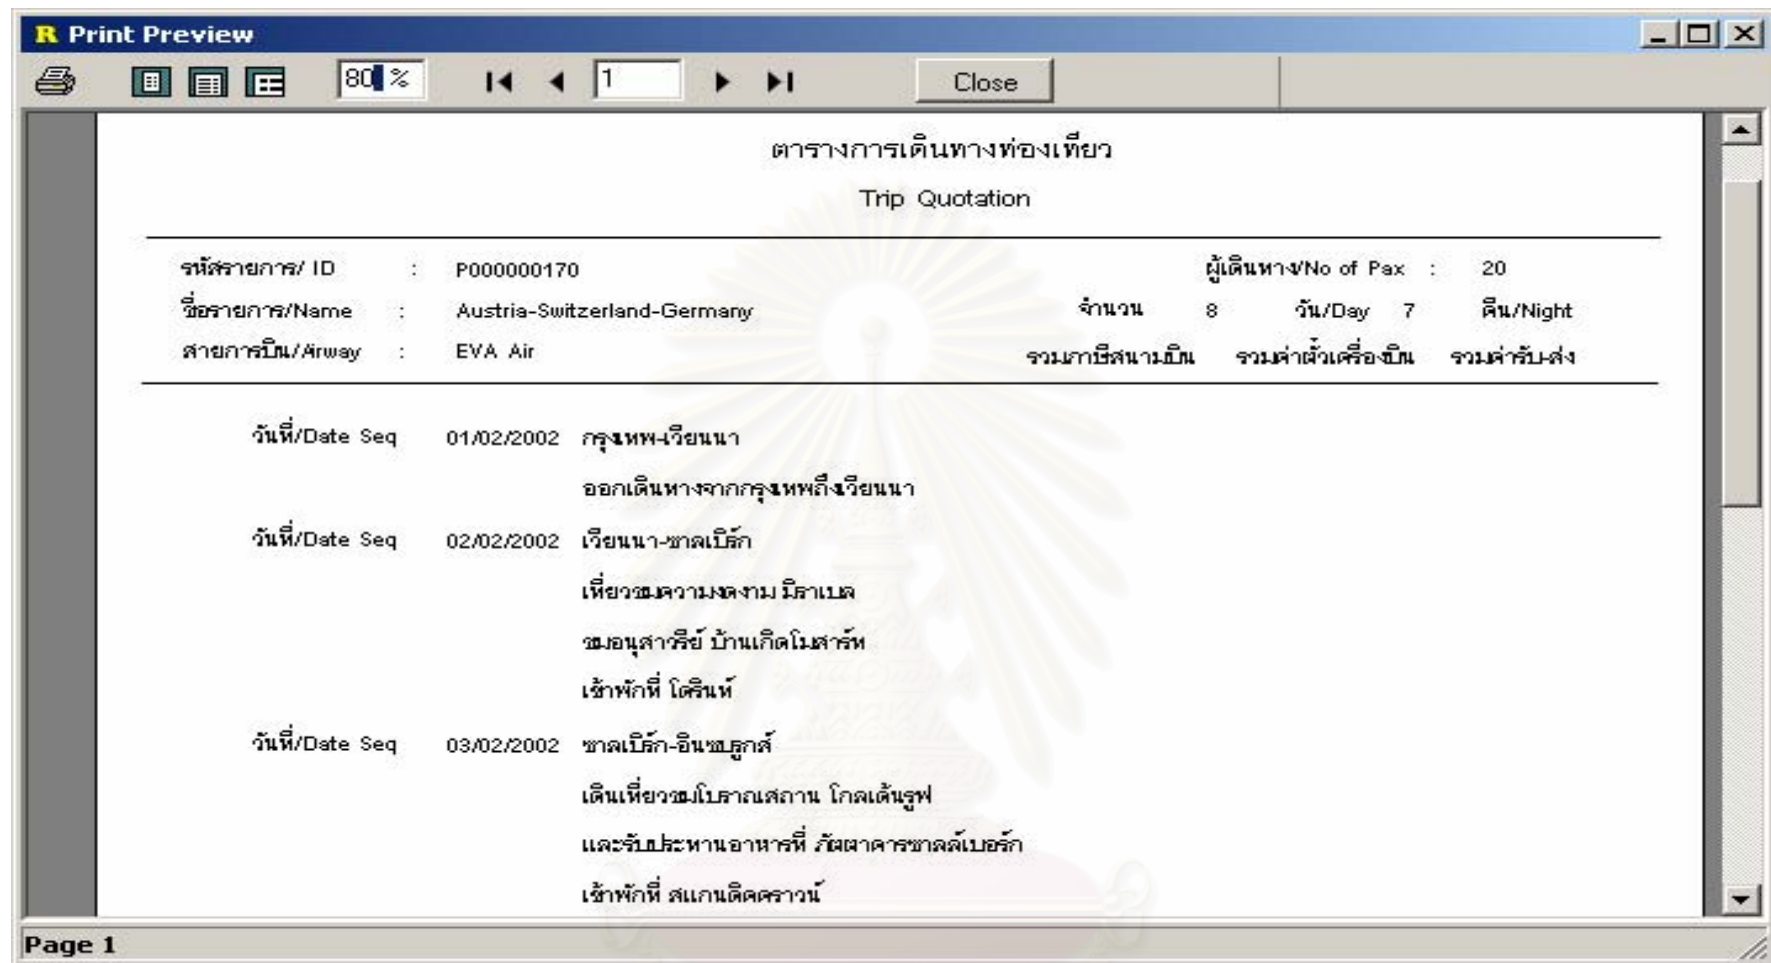 R Print Preview
80 % 1 Close
ตารางการเดินทางท่องเที่ยว
Trip Quotation
รหัสรายการ/ ID : P000000170 ผู้เดินทาง/No of Pax : 20
ชื่อรายการ/Name : Austria-Switzerland-Germany จำนวน 8 วัน/Day 7 คืน/Night
สายการบิน/Airway : EVA Air รวมภาษีสนามบิน รวมค่าตั๋วเครื่องบิน รวมค่ารับ-ส่ง
วันที่/Date Seq 01/02/2002 กรุงเทพ-เวียนนา
ออกเดินทางจากกรุงเทพถึงเวียนนา
วันที่/Date Seq 02/02/2002 เวียนนา-ซาลเบิร์ก
เที่ยวชมความงดงาม มิราเบล
ชมอนุสาวรีย์ บ้านเกิดโมสาร์ท
เข้าพักที่ โดรินท์
วันที่/Date Seq 03/02/2002 ซาลเบิร์ก-อินซบรูกส์
เดินเที่ยวชมโบราณสถาน โกลเด้นรูฟ
และรับประทานอาหารที่ ภัตตาคารซาลล์เบอร์ก
เข้าพักที่ สแกนดิคคราวน์
Page 1